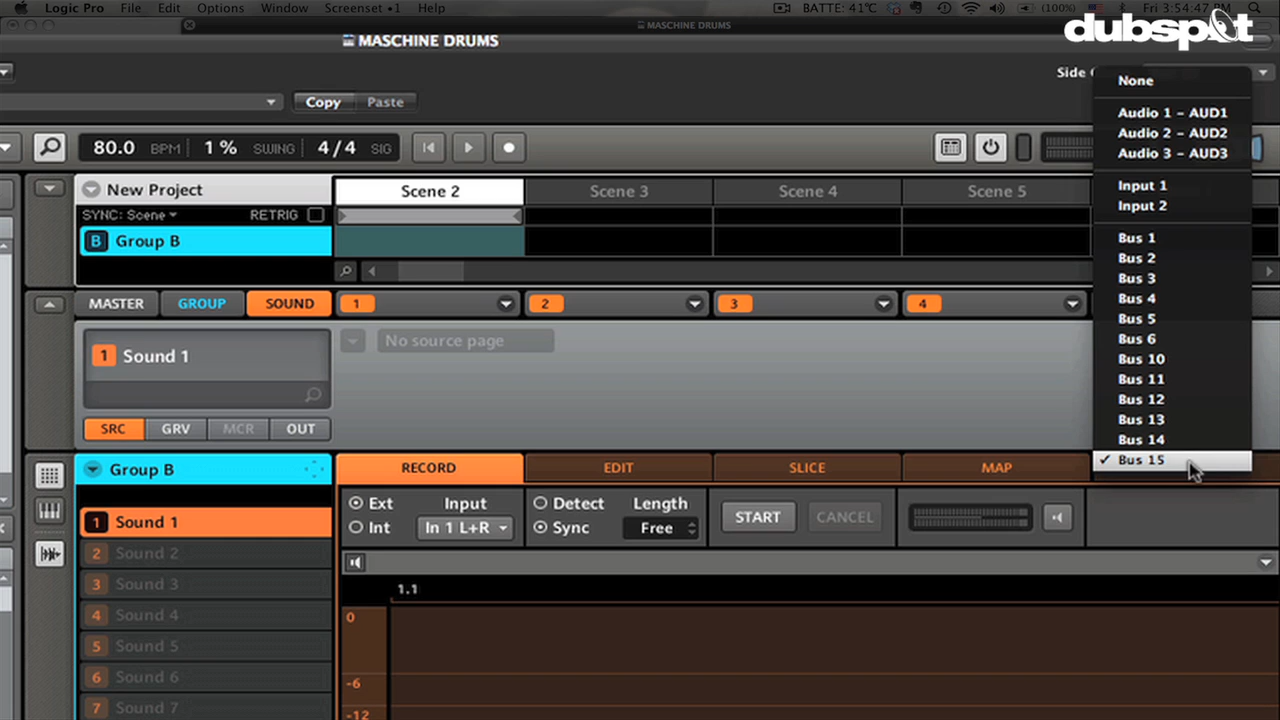 Logic Pro File Edit Options Window Screenset • 1 Help BATTE: 41°C (100%) Fri 3:54:47 PM
MASCHINE DRUMS
dubspot
MASCHINE DRUMS
Side
None
Copy Paste
Audio 1 – AUD1
Audio 2 – AUD2
Audio 3 – AUD3
80.0 BPM 1 % SWING 4/4 SIG
Input 1
Input 2
New Project Scene 2 Scene 3 Scene 4 Scene 5
SYNC: Scene RETRIG
B Group B
Bus 1
Bus 2
Bus 3
Bus 4
Bus 5
Bus 6
Bus 10
Bus 11
Bus 12
Bus 13
Bus 14
✓ Bus 15
MASTER GROUP SOUND 1 2 3 4
No source page
1 Sound 1
SRC GRV MCR OUT
Group B RECORD EDIT SLICE MAP
Ext Input Detect Length
Int In 1 L+R Sync Free START CANCEL
1 Sound 1
2 Sound 2
3 Sound 3
4 Sound 4
5 Sound 5
6 Sound 6
7 Sound 7
1.1
0
-6
-12